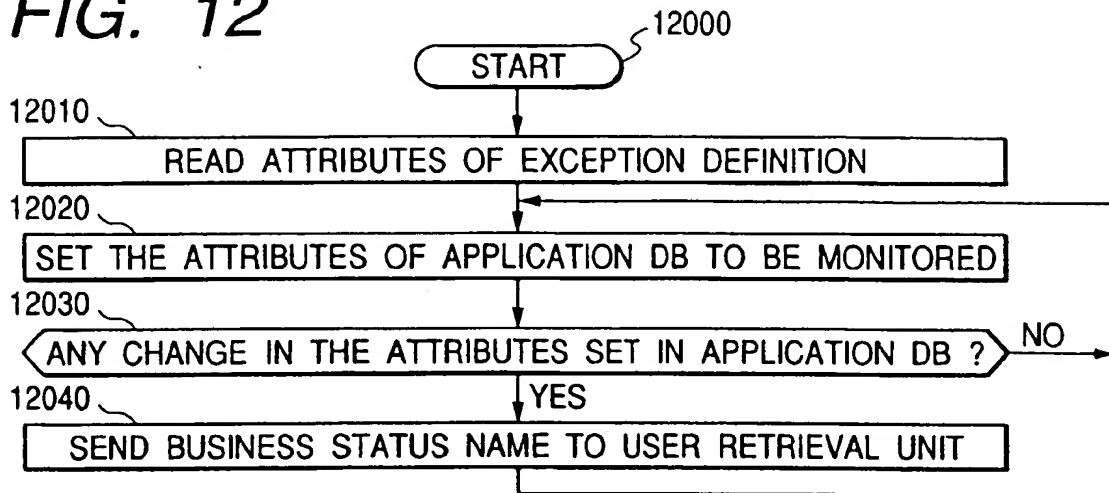 FIG. 12
12000
START
12010
READ ATTRIBUTES OF EXCEPTION DEFINITION
12020
SET THE ATTRIBUTES OF APPLICATION DB TO BE MONITORED
12030
ANY CHANGE IN THE ATTRIBUTES SET IN APPLICATION DB ?
NO
YES
12040
SEND BUSINESS STATUS NAME TO USER RETRIEVAL UNIT